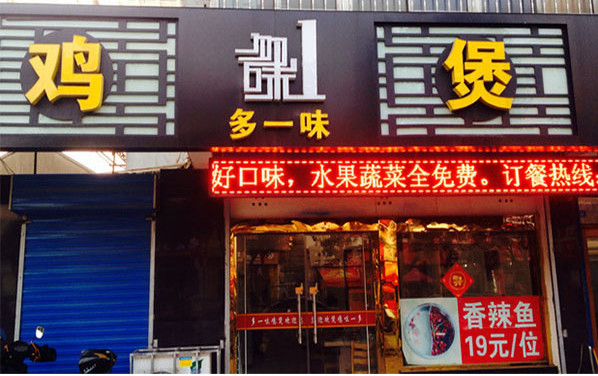 鸡 煲
多一味
好口味，水果蔬菜全免费。订餐热线
香辣鱼
19元/位